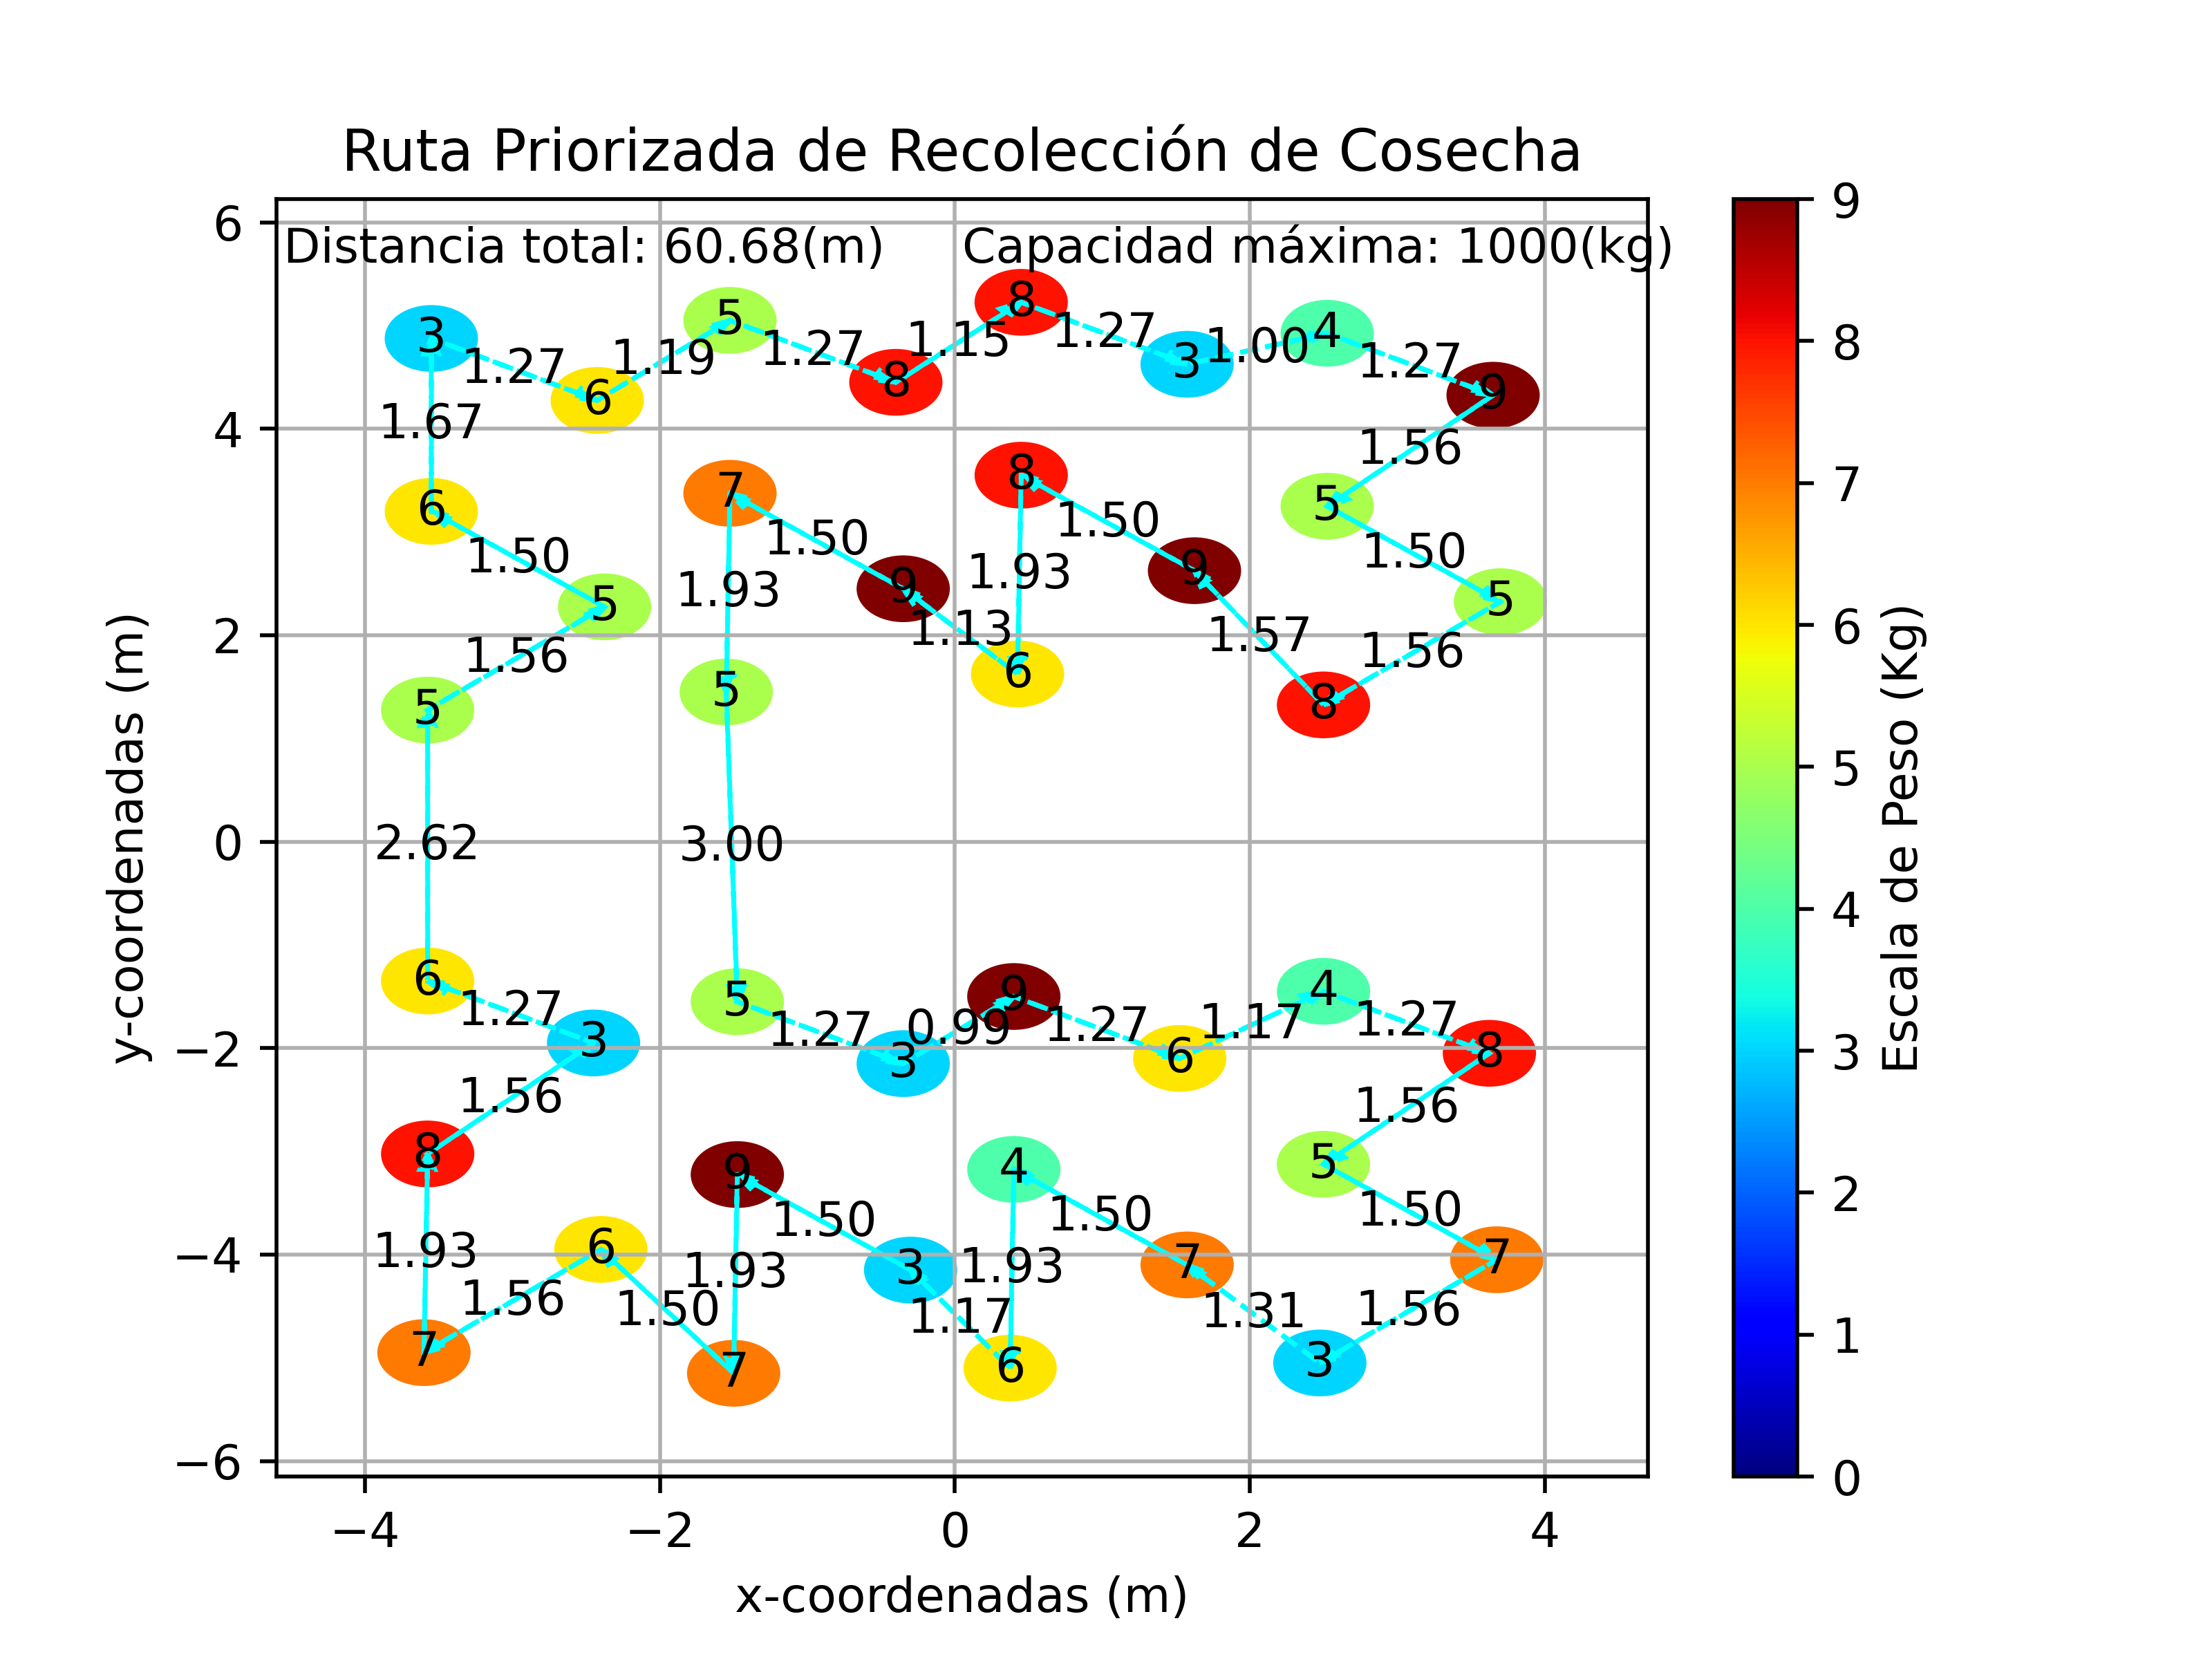 Ruta Priorizada de Recolección de Cosecha
Distancia total: 60.68(m) Capacidad máxima: 1000(kg)
3 1.27 6 1.19 5 1.27 8 1.15 8 1.27 3 1.00 4 1.27 9
1.67 1.56
6 1.50 7 1.50 9 1.93 8 1.50 9 5 1.50 5
5 1.93 1.13 1.57 1.56
1.56 6 8
5 5
2.62 3.00
6 1.27 3 5 1.27 3 0.99 9 1.27 6 1.17 4 1.27 8
1.56 1.56
8 9 1.50 3 4 1.50 7 5 1.50 7
1.93 6 1.93 1.93
1.56 1.50 1.17 1.31 1.56
7 7 6 3
6
4
2
0
−2
−4
−6
−4 −2 0 2 4
x-coordenadas (m)
y-coordenadas (m)
9
8
7
6
5
4
3
2
1
0
Escala de Peso (Kg)